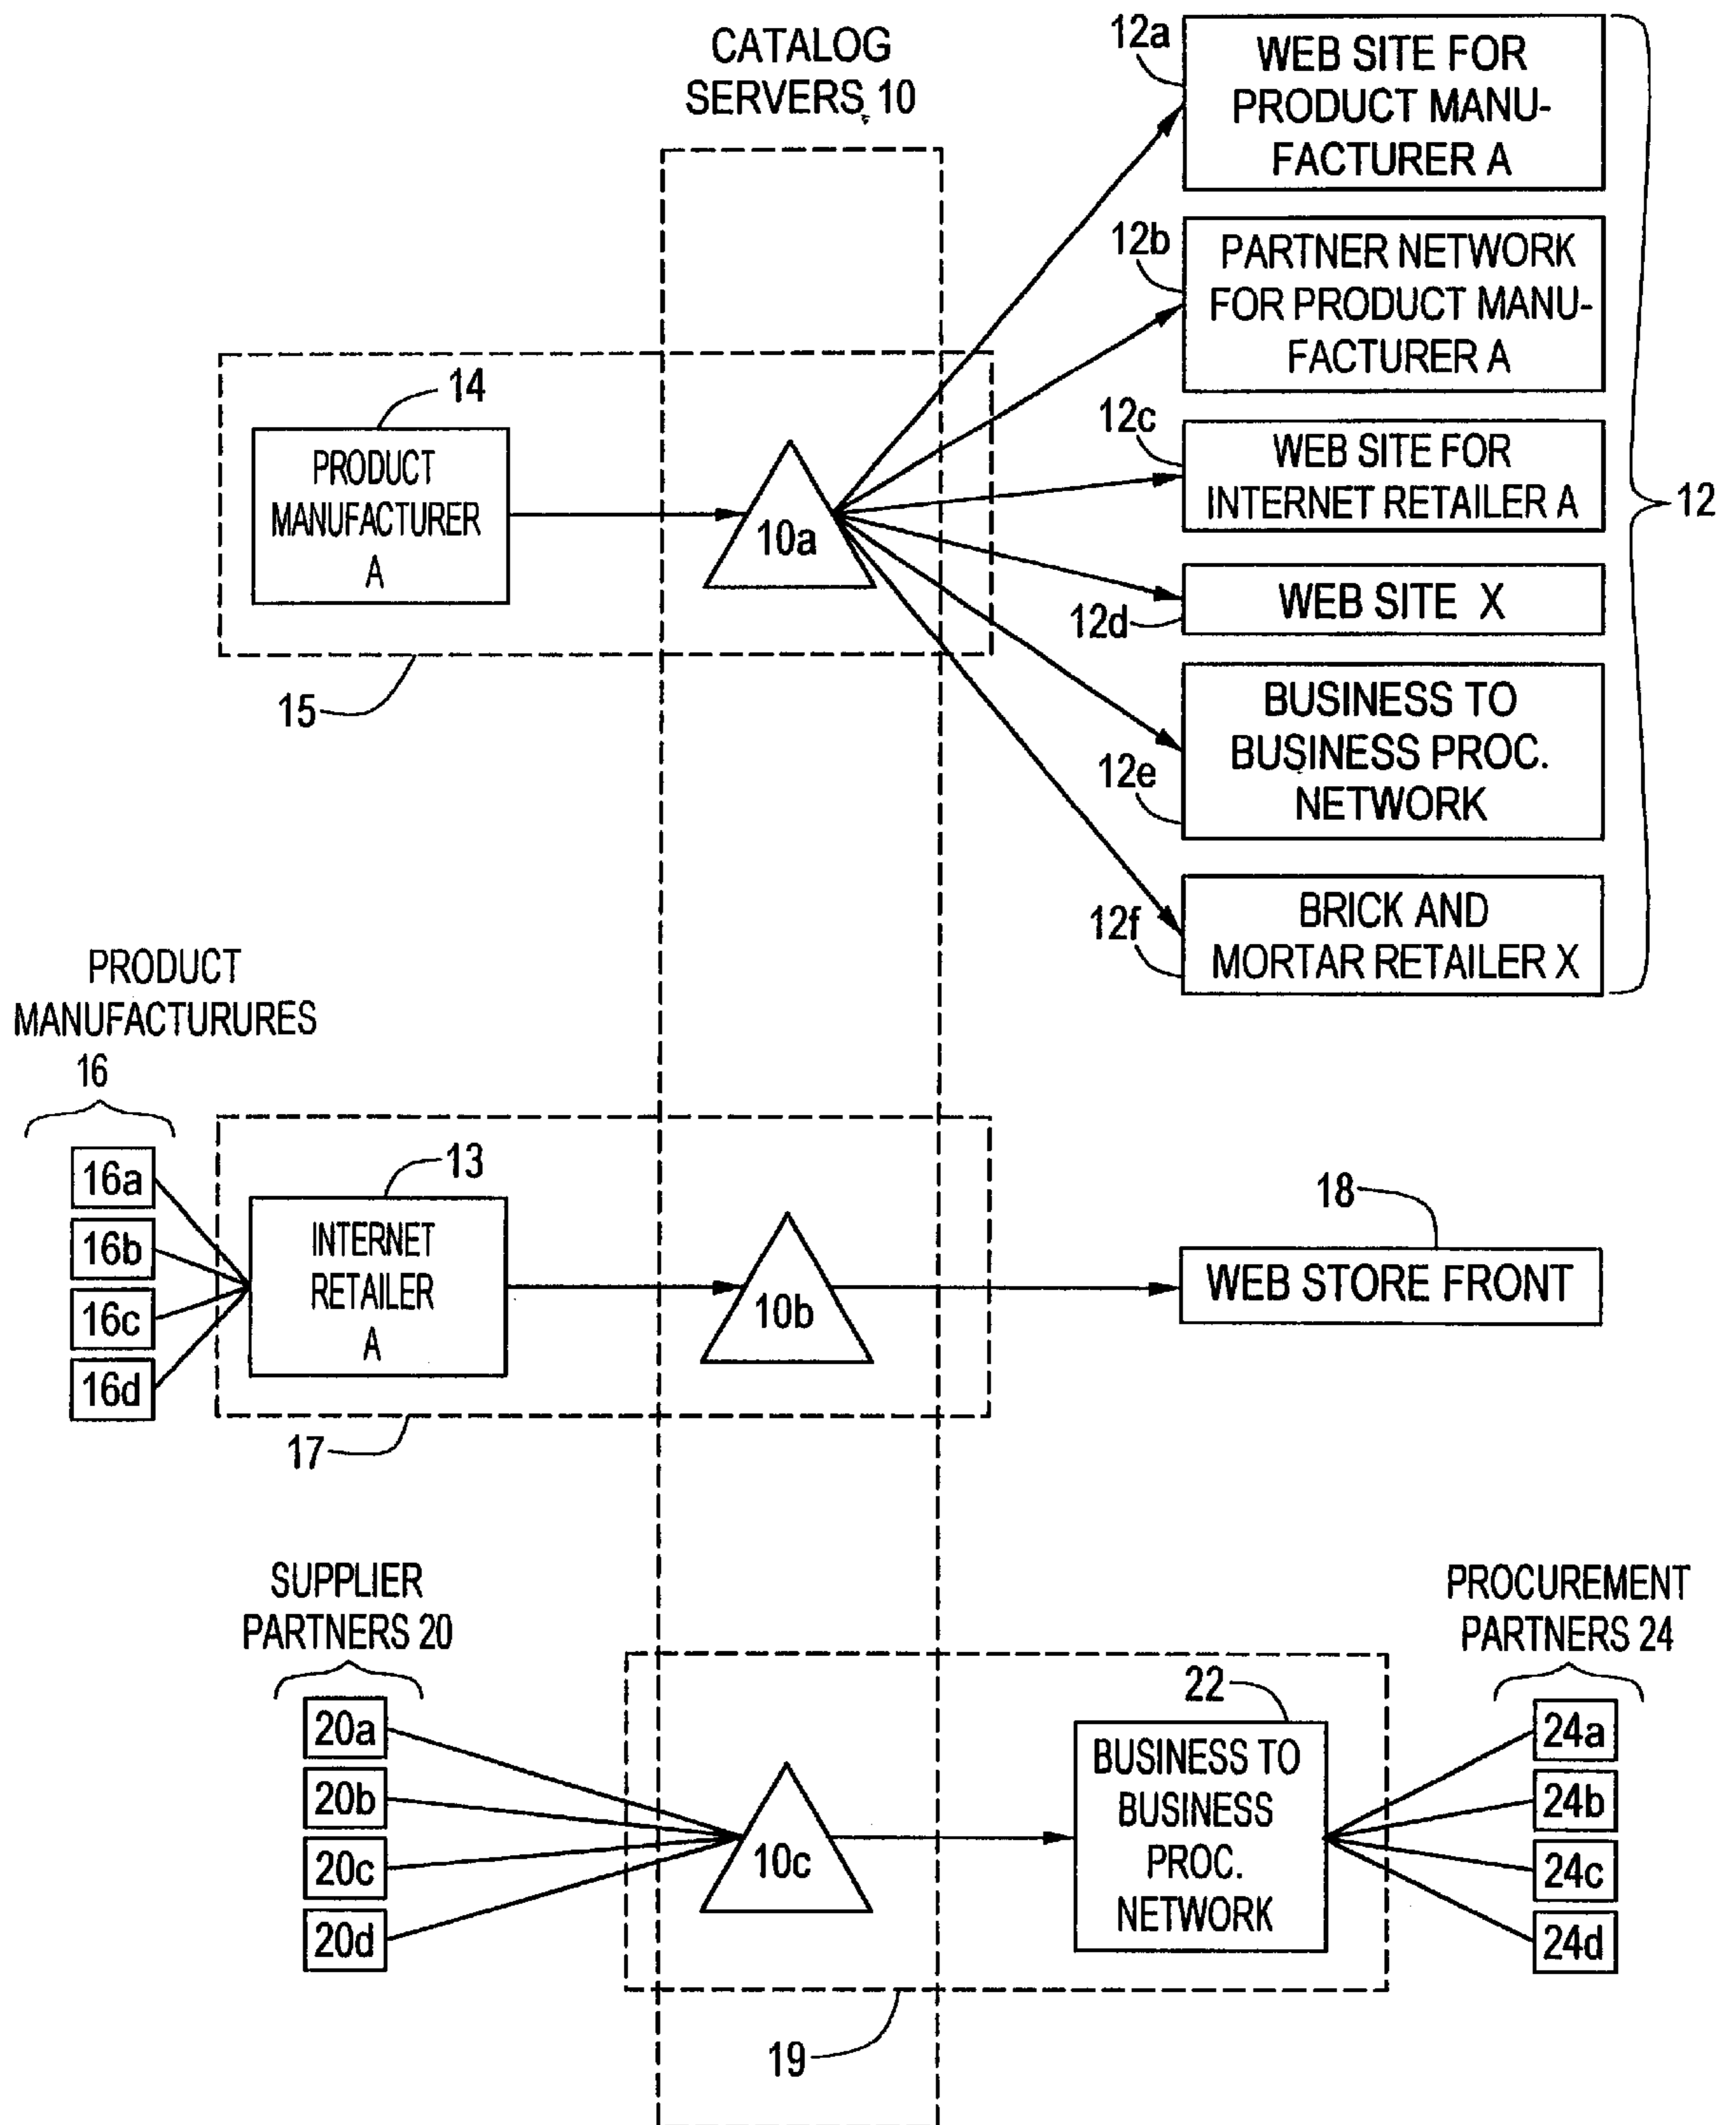 CATALOG
SERVERS 10
12a
WEB SITE FOR
PRODUCT MANU-
FACTURER A
12b
PARTNER NETWORK
FOR PRODUCT MANU-
FACTURER A
14
PRODUCT
MANUFACTURER
A
10a
12c
WEB SITE FOR
INTERNET RETAILER A
12
12d
WEB SITE X
15
12e
BUSINESS TO
BUSINESS PROC.
NETWORK
12f
BRICK AND
MORTAR RETAILER X
PRODUCT
MANUFACTURURES
16
16a
16b
16c
16d
13
INTERNET
RETAILER
A
10b
18
WEB STORE FRONT
17
SUPPLIER
PARTNERS 20
20a
20b
20c
20d
10c
22
BUSINESS TO
BUSINESS
PROC.
NETWORK
PROCUREMENT
PARTNERS 24
24a
24b
24c
24d
19